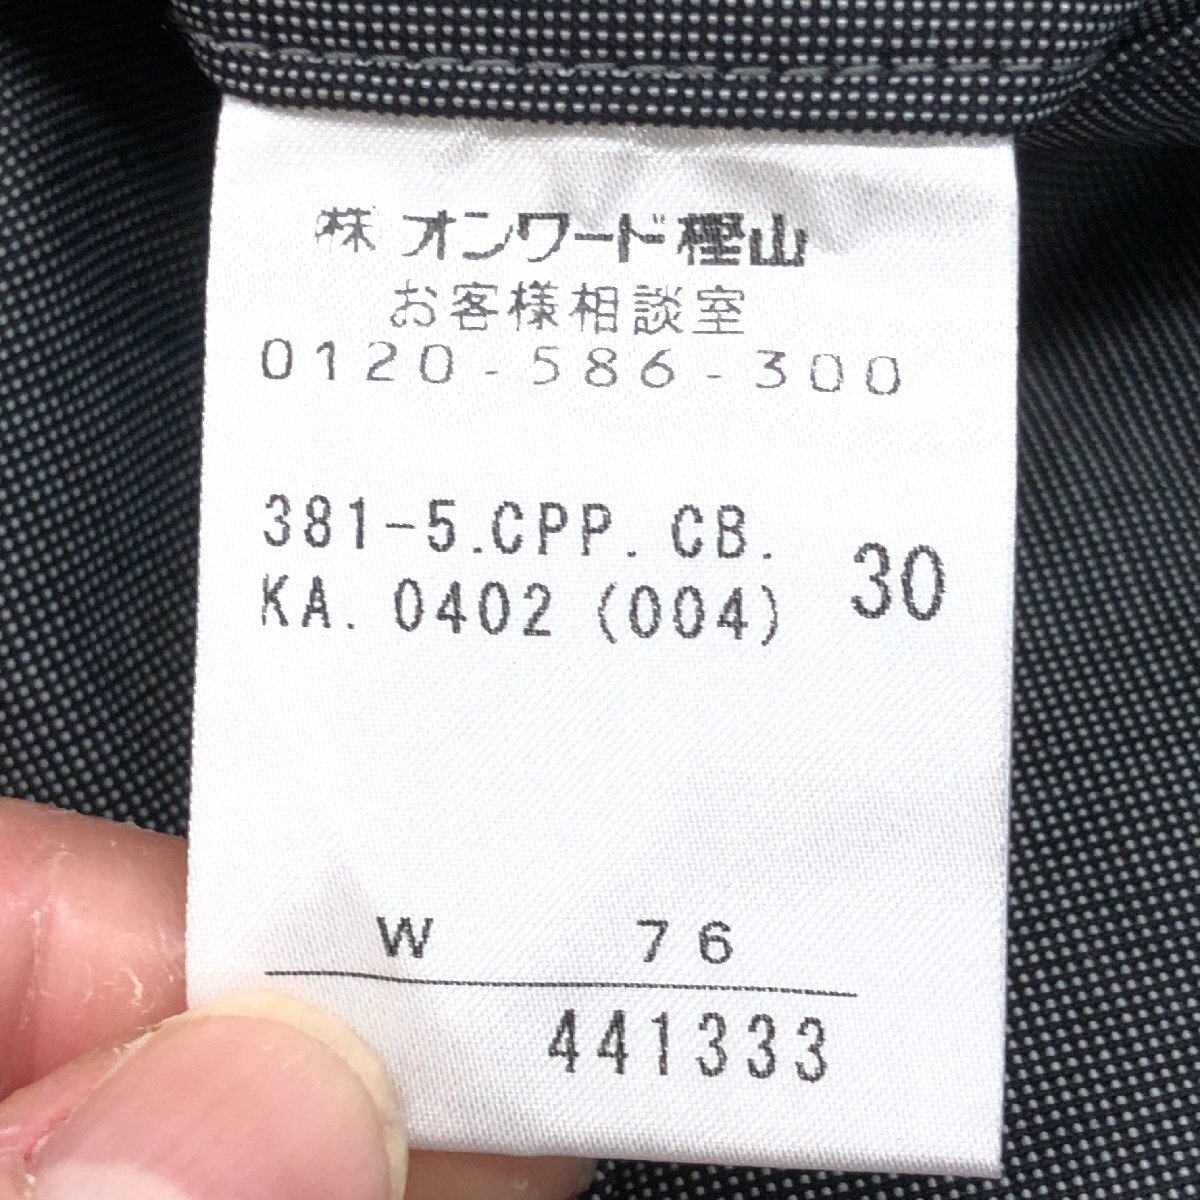 株 オンワード樫山
お客様相談室
0120-586-300
381-5.CPP.CB.
KA.0402(004) 30
W 76
441333